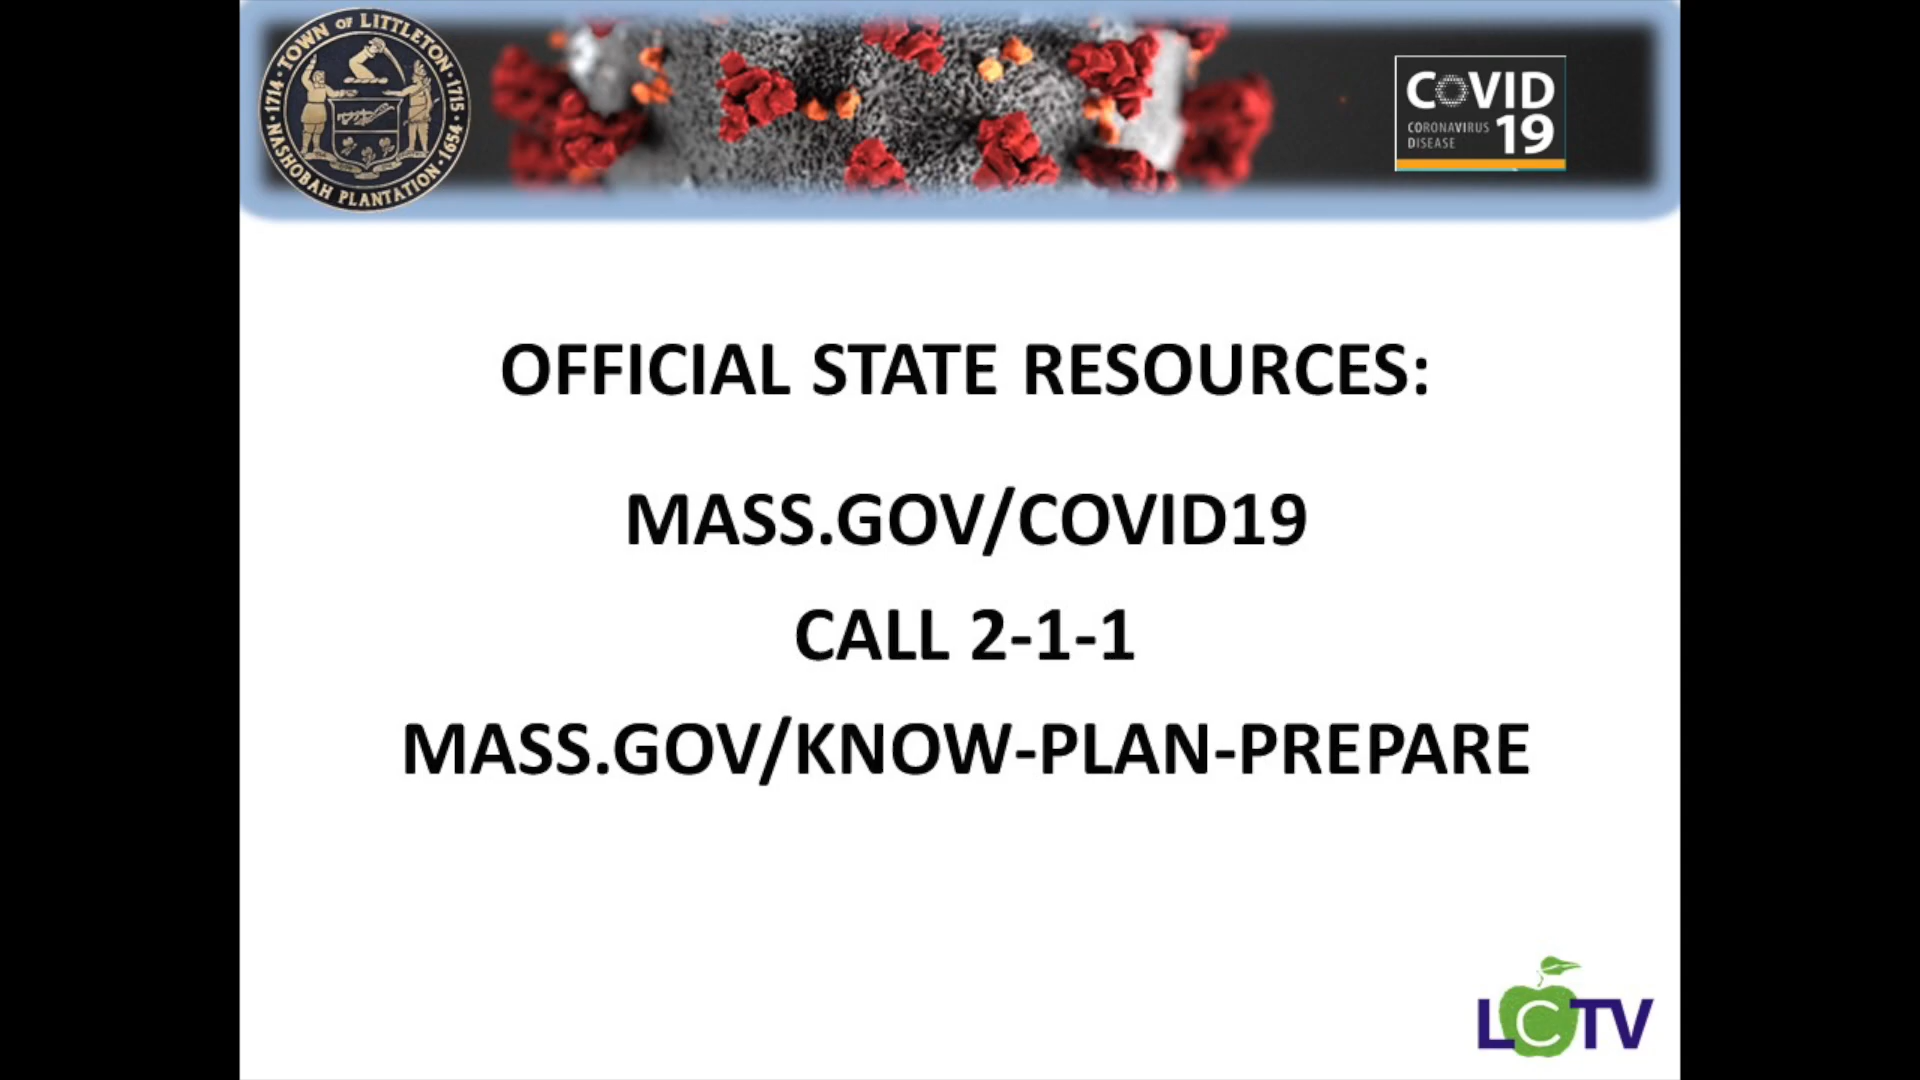 TOWN OF LITTLETON
1714 · 1715
NASHOBAH PLANTATION · 1654
COVID
CORONAVIRUS
DISEASE
19
OFFICIAL STATE RESOURCES:
MASS.GOV/COVID19
CALL 2-1-1
MASS.GOV/KNOW-PLAN-PREPARE
LCTV